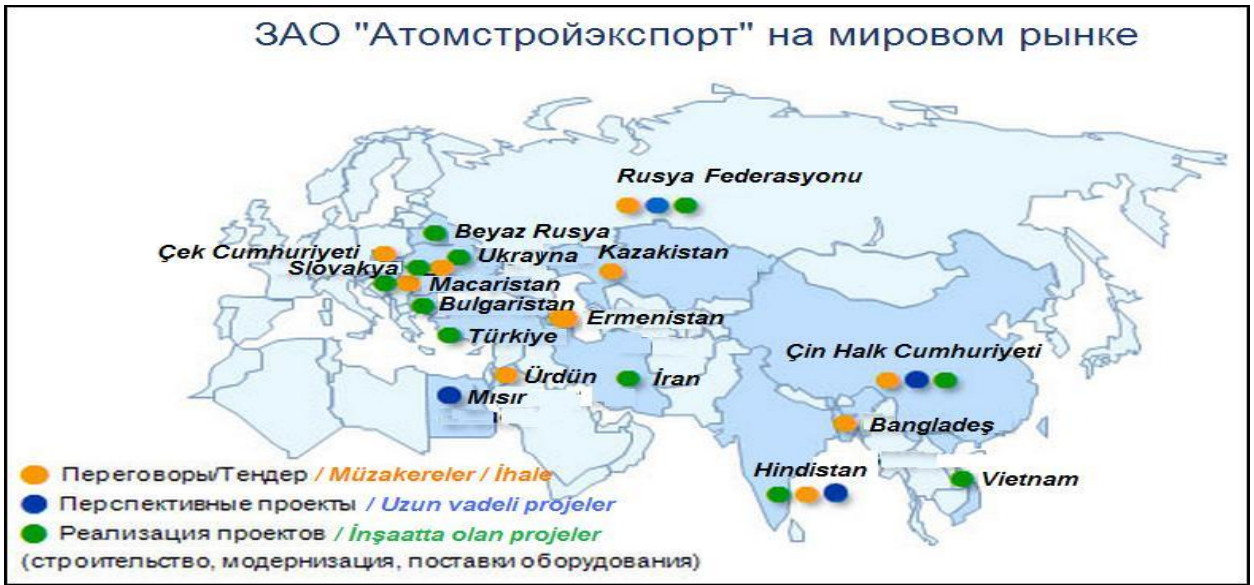 ЗАО "Атомстройэкспорт" на мировом рынке
Rusya Federasyonu
Beyaz Rusya
Çek Cumhuriyeti
Ukrayna
Kazakistan
Slovakya
Macaristan
Bulgaristan
Ermenistan
Türkiye
Çin Halk Cumhuriyeti
Ürdün
İran
Mısır
Bangladeş
Hindistan
Vietnam
Переговоры/Тендер / Müzakereler / İhale
Перспективные проекты / Uzun vadeli projeler
Реализация проектов / İnşaatta olan projeler
(строительство, модернизация, поставки оборудования)